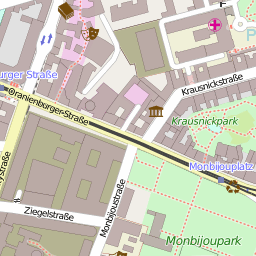 P
Krausnickstraße
burger Straße
Oranienburger-Straße
Krausnickpark
Monbijouplatz
Monbijoustraße
Ziegelstraße
Monbijoupark